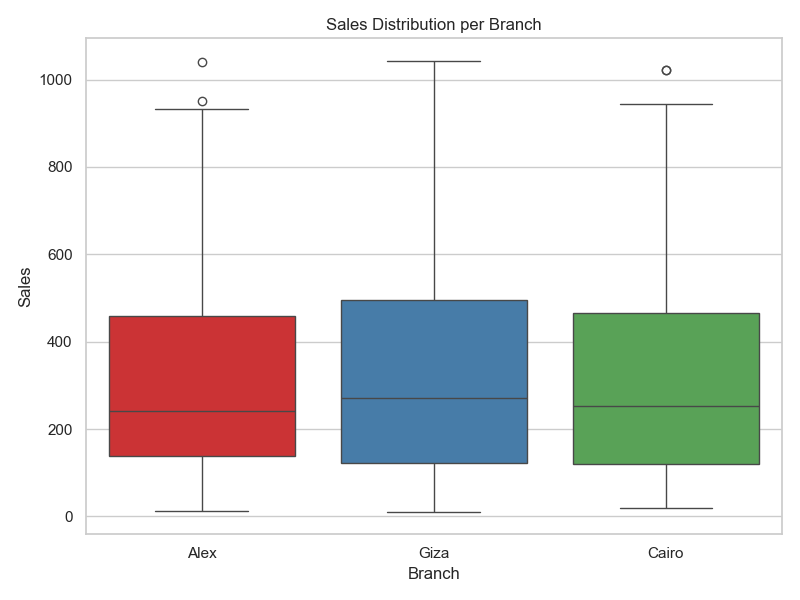 Sales Distribution per Branch
Sales
1000
800
600
400
200
0
Alex
Giza
Cairo
Branch